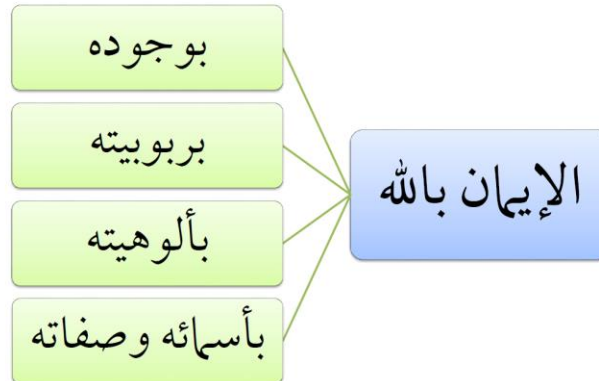 الإيمان بالله
بوجوده
بربوبيته
بألوهيته
بأسمائه وصفاته